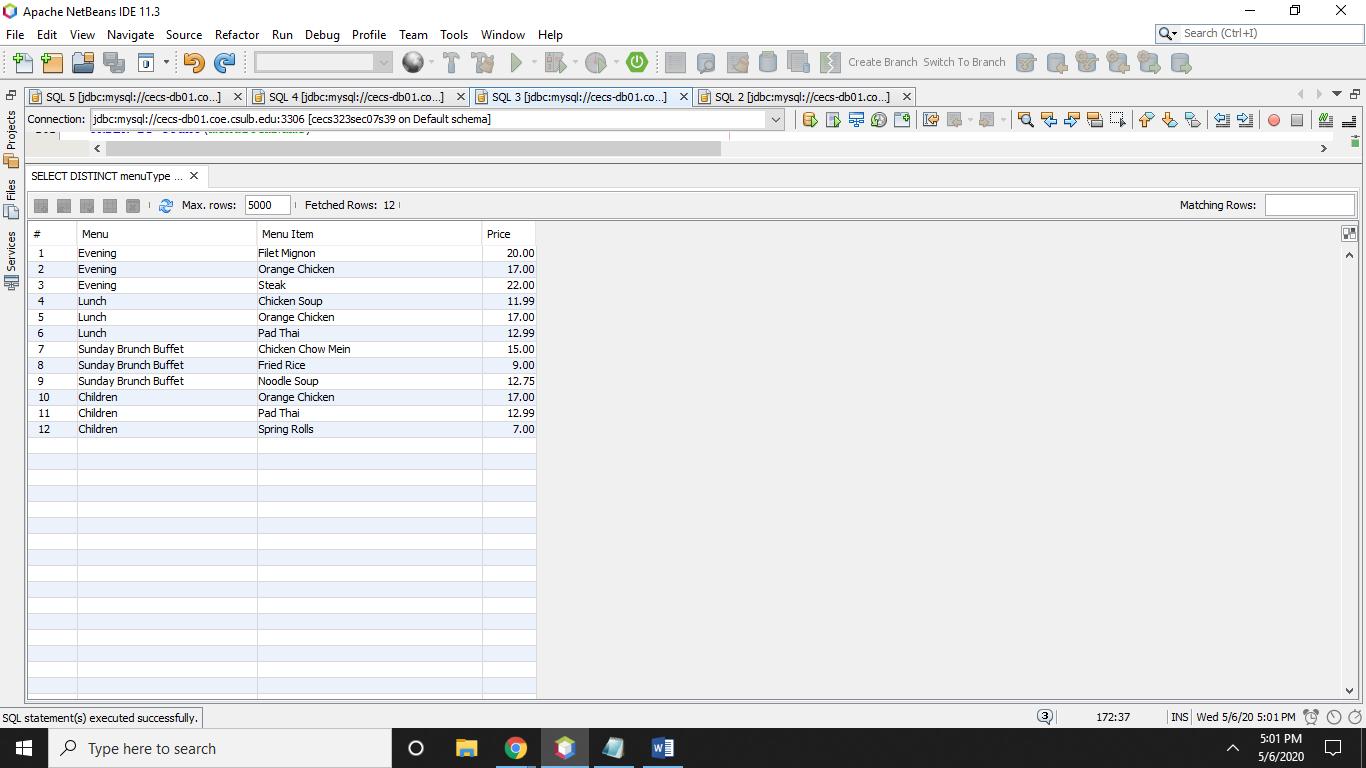 Apache NetBeans IDE 11.3
File Edit View Navigate Source Refactor Run Debug Profile Team Tools Window Help
Search (Ctrl+I)
Create Branch Switch To Branch
SQL 5 [jdbc:mysql://cecs-db01.co...] SQL 4 [jdbc:mysql://cecs-db01.co...] SQL 3 [jdbc:mysql://cecs-db01.co...] SQL 2 [jdbc:mysql://cecs-db01.co...]
Projects
Files
Services
Connection: jdbc:mysql://cecs-db01.coe.csulb.edu:3306 [cecs323sec07s39 on Default schema]
SELECT DISTINCT menuType ...
Max. rows: 5000 Fetched Rows: 12 Matching Rows:
# Menu Menu Item Price
1 Evening Filet Mignon 20.00
2 Evening Orange Chicken 17.00
3 Evening Steak 22.00
4 Lunch Chicken Soup 11.99
5 Lunch Orange Chicken 17.00
6 Lunch Pad Thai 12.99
7 Sunday Brunch Buffet Chicken Chow Mein 15.00
8 Sunday Brunch Buffet Fried Rice 9.00
9 Sunday Brunch Buffet Noodle Soup 12.75
10 Children Orange Chicken 17.00
11 Children Pad Thai 12.99
12 Children Spring Rolls 7.00
SQL statement(s) executed successfully. 3 172:37 INS Wed 5/6/20 5:01 PM
Type here to search
5:01 PM
5/6/2020